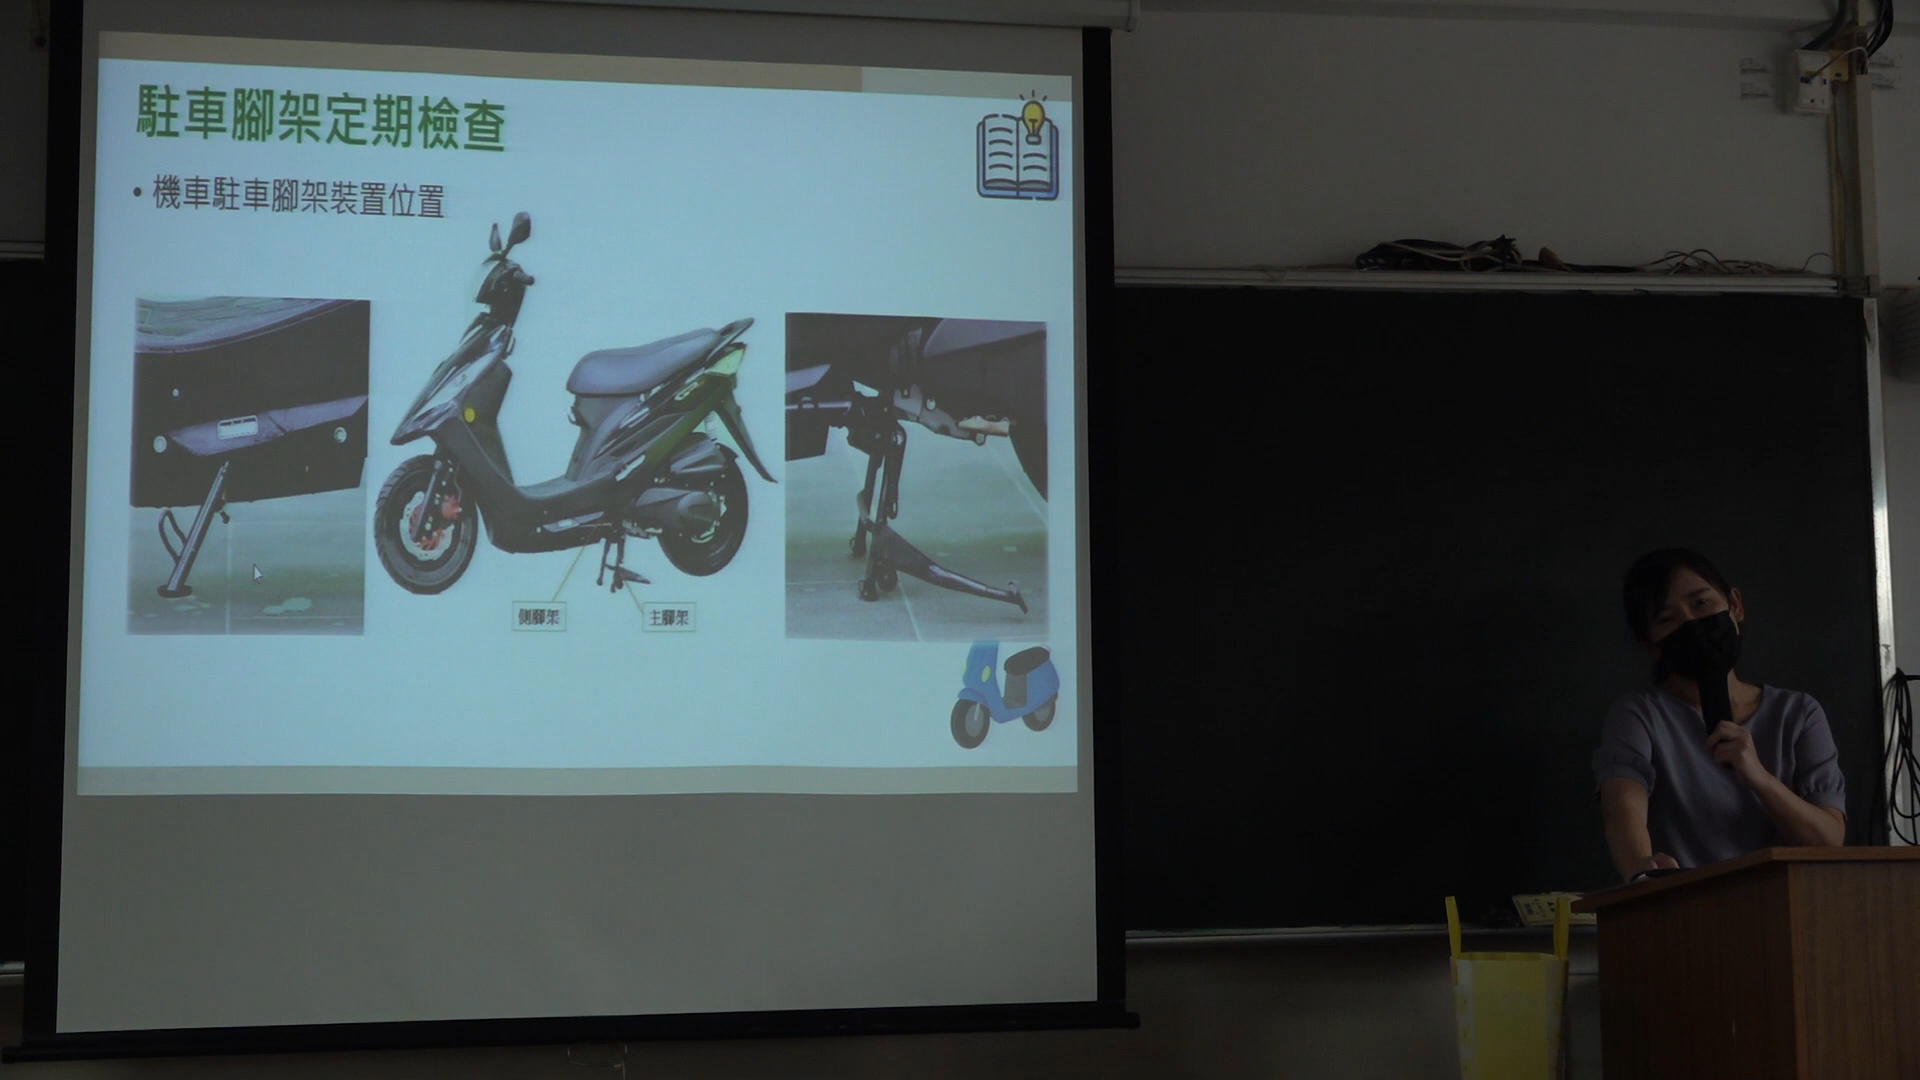 駐車腳架定期檢查
• 機車駐車腳架裝置位置
側腳架
主腳架